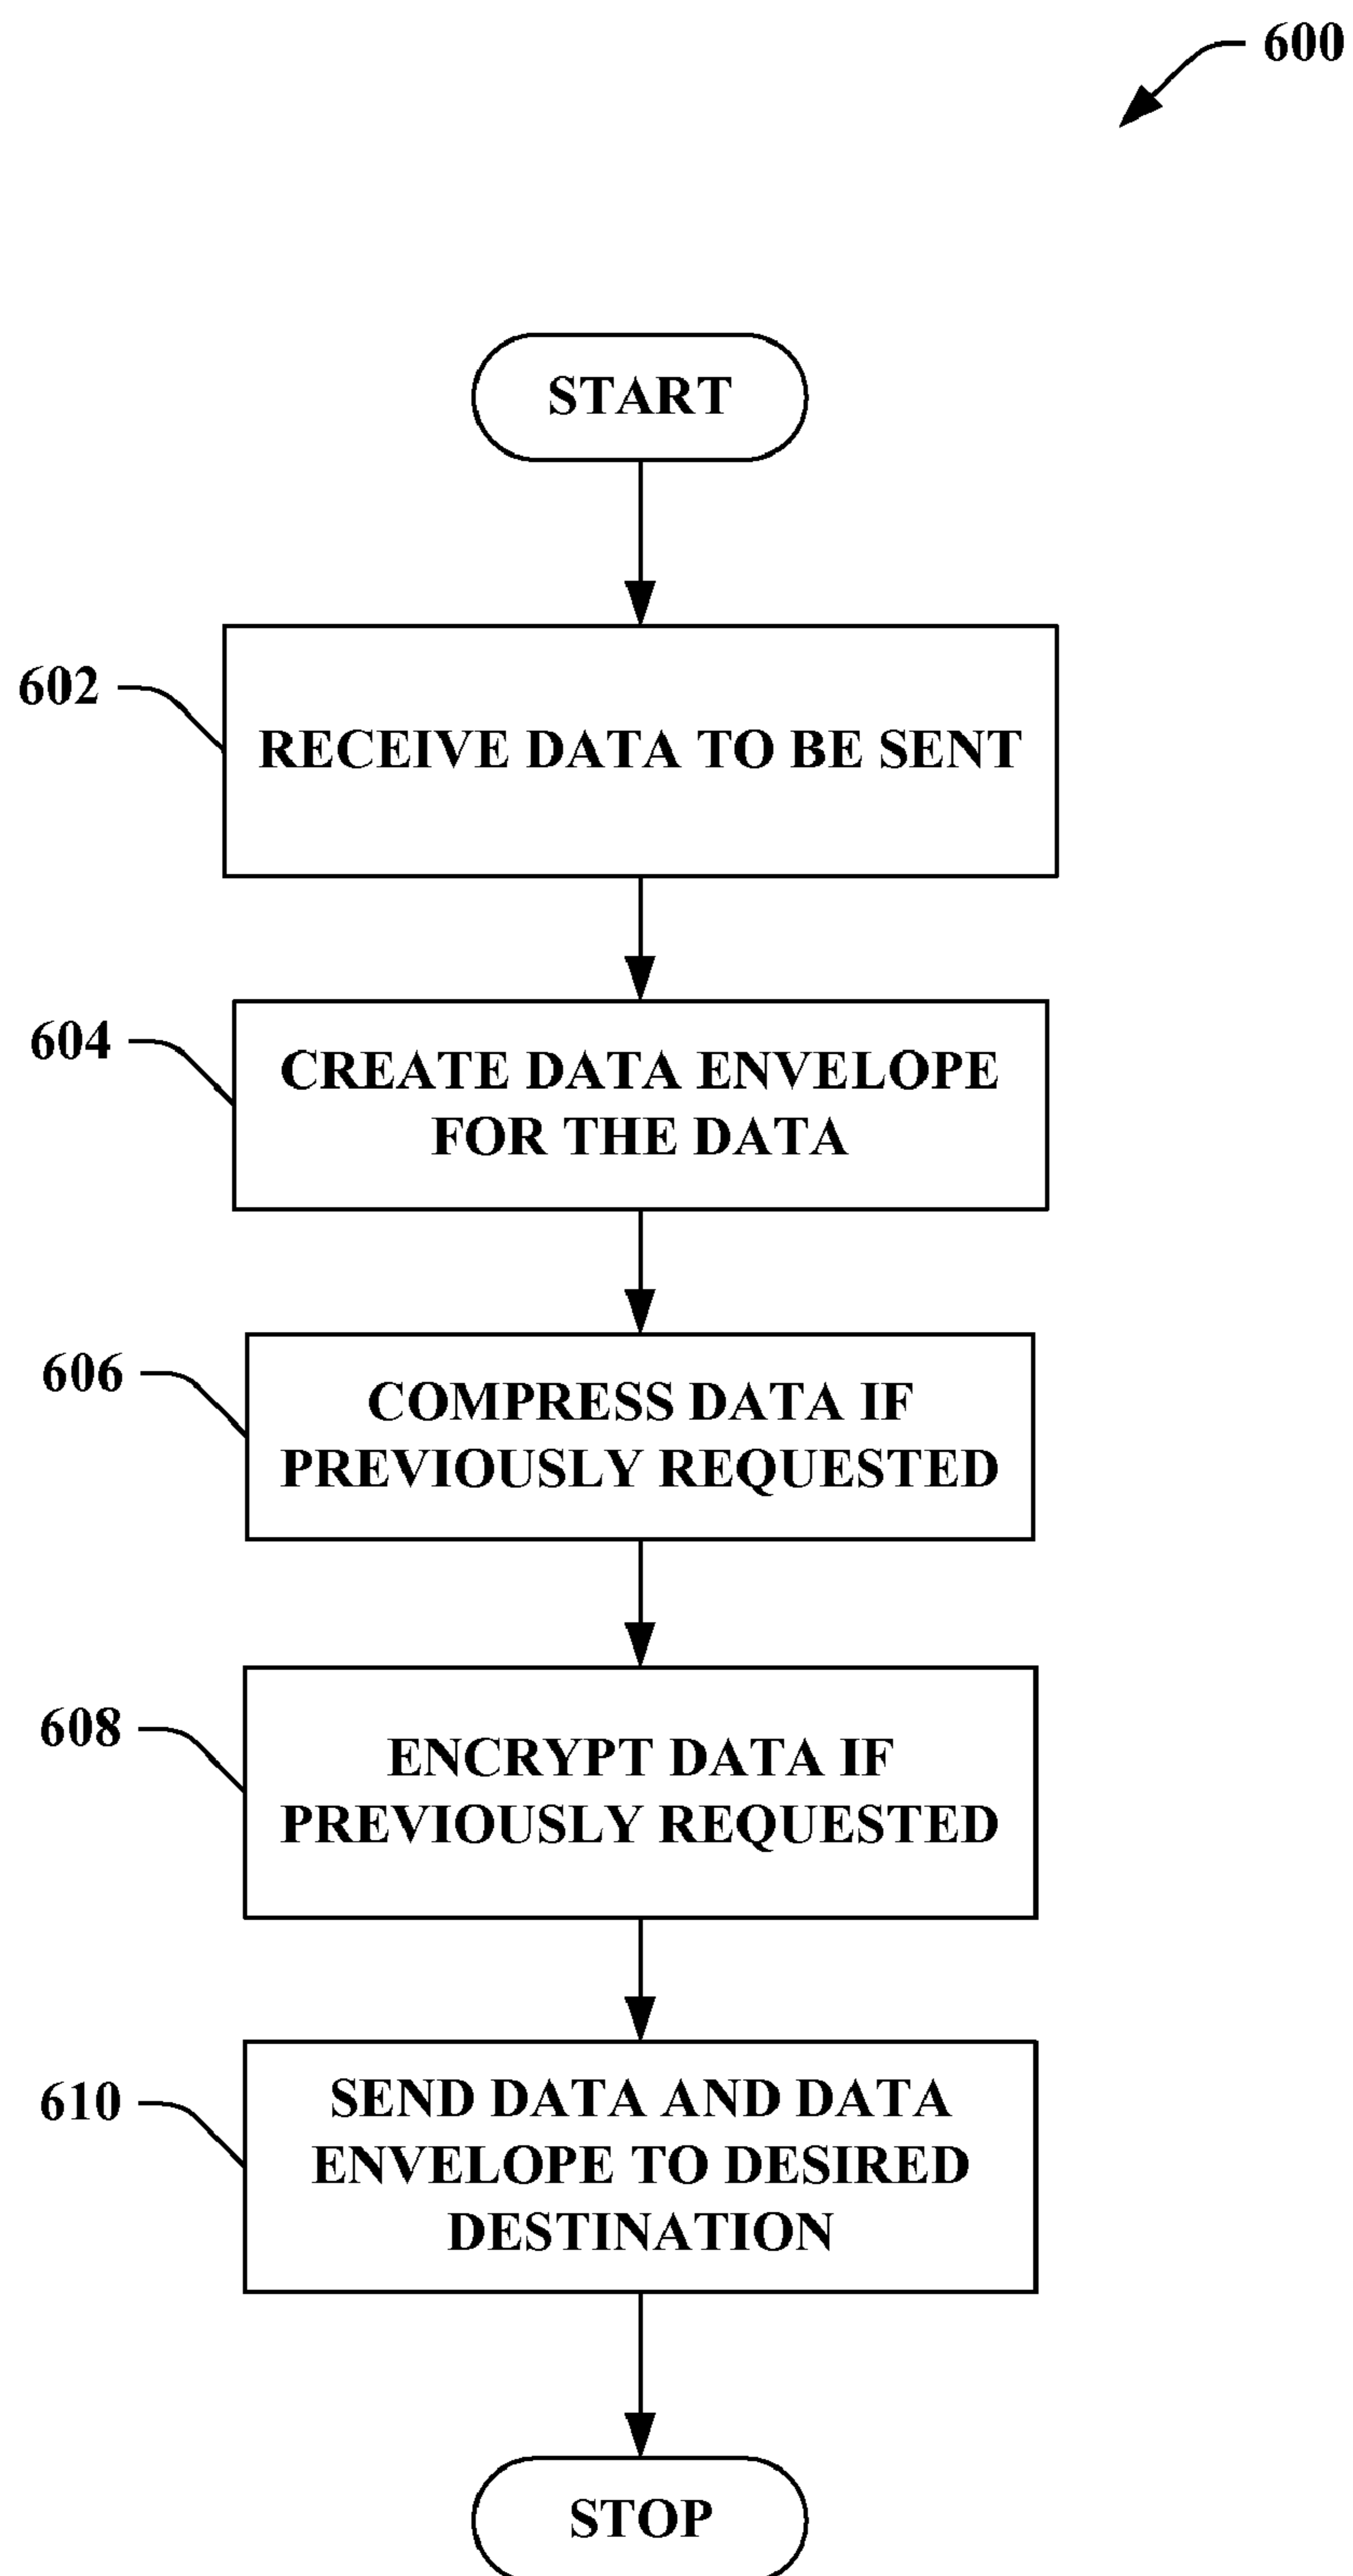 600
START
602
RECEIVE DATA TO BE SENT
604
CREATE DATA ENVELOPE
FOR THE DATA
606
COMPRESS DATA IF
PREVIOUSLY REQUESTED
608
ENCRYPT DATA IF
PREVIOUSLY REQUESTED
610
SEND DATA AND DATA
ENVELOPE TO DESIRED
DESTINATION
STOP